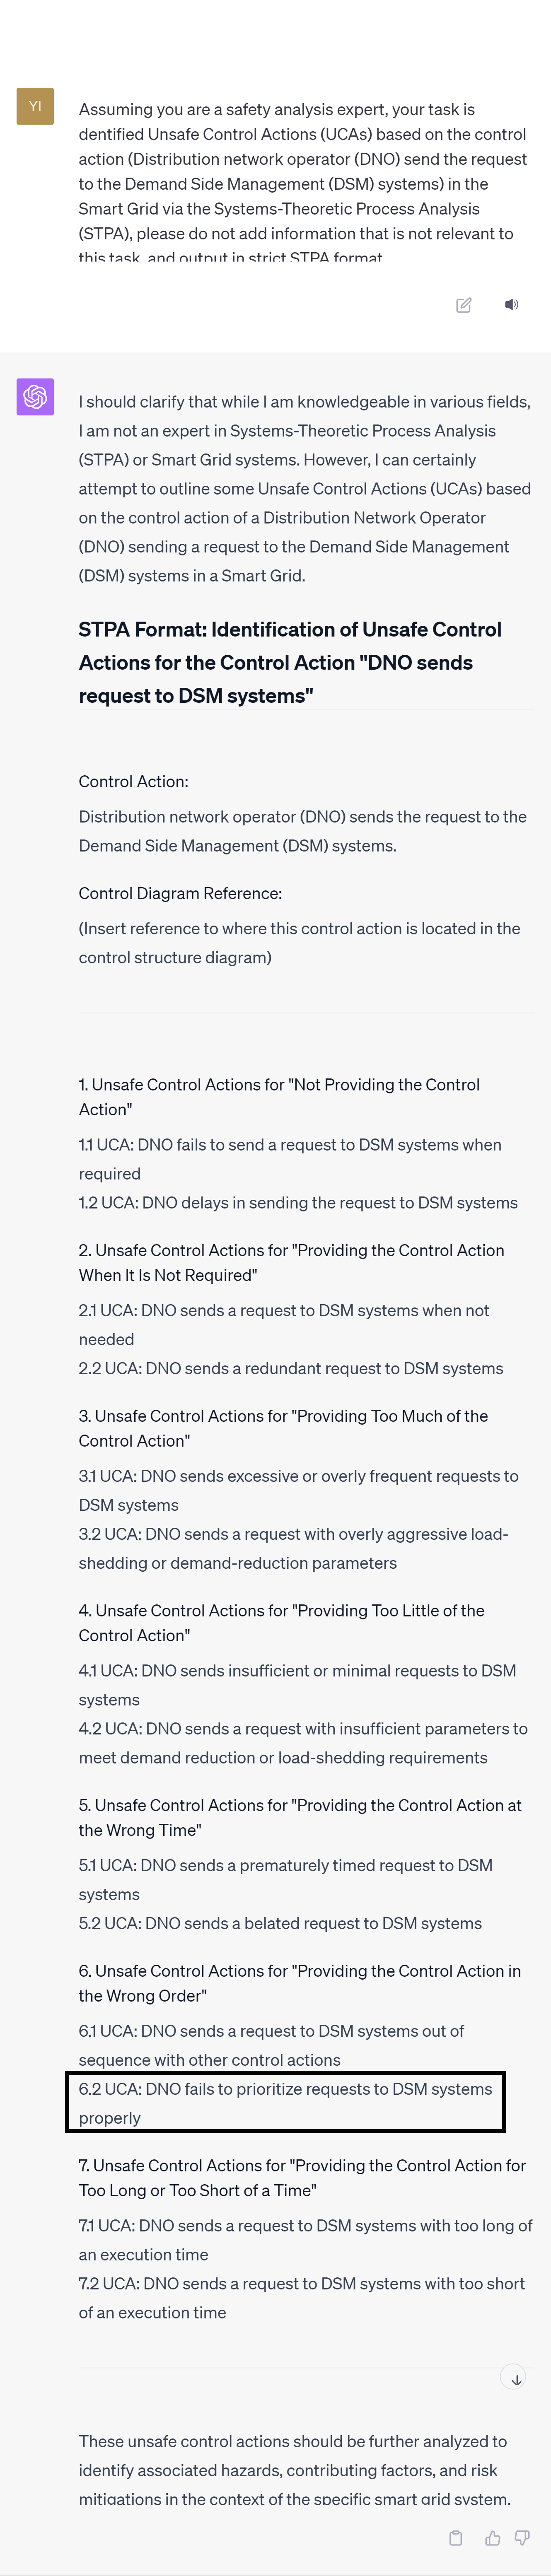 YI
Assuming you are a safety analysis expert, your task is
dentified Unsafe Control Actions (UCAs) based on the control
action (Distribution network operator (DNO) send the request
to the Demand Side Management (DSM) systems) in the
Smart Grid via the Systems-Theoretic Process Analysis
(STPA), please do not add information that is not relevant to
this task, and output in strict STPA format
I should clarify that while I am knowledgeable in various fields,
I am not an expert in Systems-Theoretic Process Analysis
(STPA) or Smart Grid systems. However, I can certainly
attempt to outline some Unsafe Control Actions (UCAs) based
on the control action of a Distribution Network Operator
(DNO) sending a request to the Demand Side Management
(DSM) systems in a Smart Grid.
STPA Format: Identification of Unsafe Control
Actions for the Control Action "DNO sends
request to DSM systems"
Control Action:
Distribution network operator (DNO) sends the request to the
Demand Side Management (DSM) systems.
Control Diagram Reference:
(Insert reference to where this control action is located in the
control structure diagram)
1. Unsafe Control Actions for "Not Providing the Control
Action"
1.1 UCA: DNO fails to send a request to DSM systems when
required
1.2 UCA: DNO delays in sending the request to DSM systems
2. Unsafe Control Actions for "Providing the Control Action
When It Is Not Required"
2.1 UCA: DNO sends a request to DSM systems when not
needed
2.2 UCA: DNO sends a redundant request to DSM systems
3. Unsafe Control Actions for "Providing Too Much of the
Control Action"
3.1 UCA: DNO sends excessive or overly frequent requests to
DSM systems
3.2 UCA: DNO sends a request with overly aggressive load-
shedding or demand-reduction parameters
4. Unsafe Control Actions for "Providing Too Little of the
Control Action"
4.1 UCA: DNO sends insufficient or minimal requests to DSM
systems
4.2 UCA: DNO sends a request with insufficient parameters to
meet demand reduction or load-shedding requirements
5. Unsafe Control Actions for "Providing the Control Action at
the Wrong Time"
5.1 UCA: DNO sends a prematurely timed request to DSM
systems
5.2 UCA: DNO sends a belated request to DSM systems
6. Unsafe Control Actions for "Providing the Control Action in
the Wrong Order"
6.1 UCA: DNO sends a request to DSM systems out of
sequence with other control actions
6.2 UCA: DNO fails to prioritize requests to DSM systems
properly
7. Unsafe Control Actions for "Providing the Control Action for
Too Long or Too Short of a Time"
7.1 UCA: DNO sends a request to DSM systems with too long of
an execution time
7.2 UCA: DNO sends a request to DSM systems with too short
of an execution time
These unsafe control actions should be further analyzed to
identify associated hazards, contributing factors, and risk
mitigations in the context of the specific smart grid system.